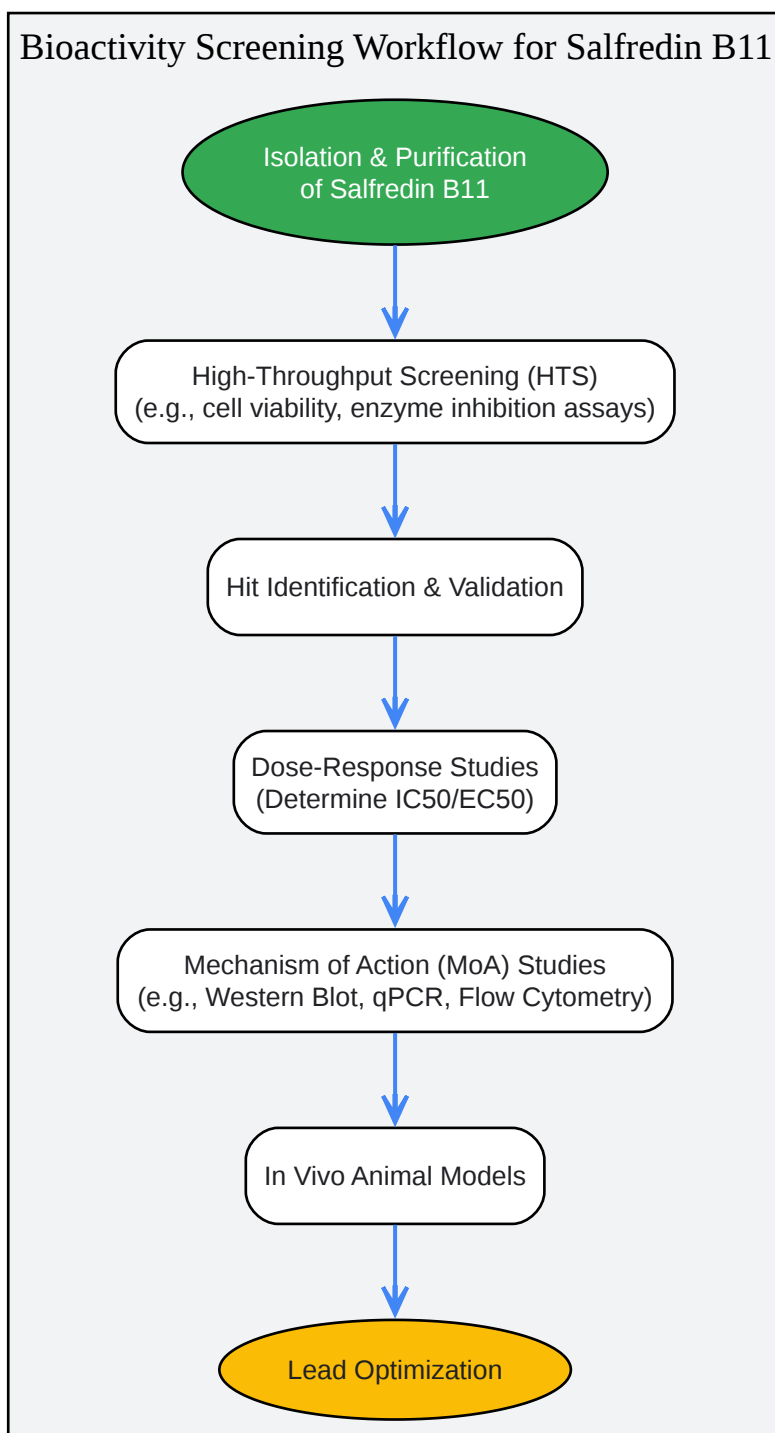 Bioactivity Screening Workflow for Salfredin B11
Isolation & Purification
of Salfredin B11
High-Throughput Screening (HTS)
(e.g., cell viability, enzyme inhibition assays)
Hit Identification & Validation
Dose-Response Studies
(Determine IC50/EC50)
Mechanism of Action (MoA) Studies
(e.g., Western Blot, qPCR, Flow Cytometry)
In Vivo Animal Models
Lead Optimization